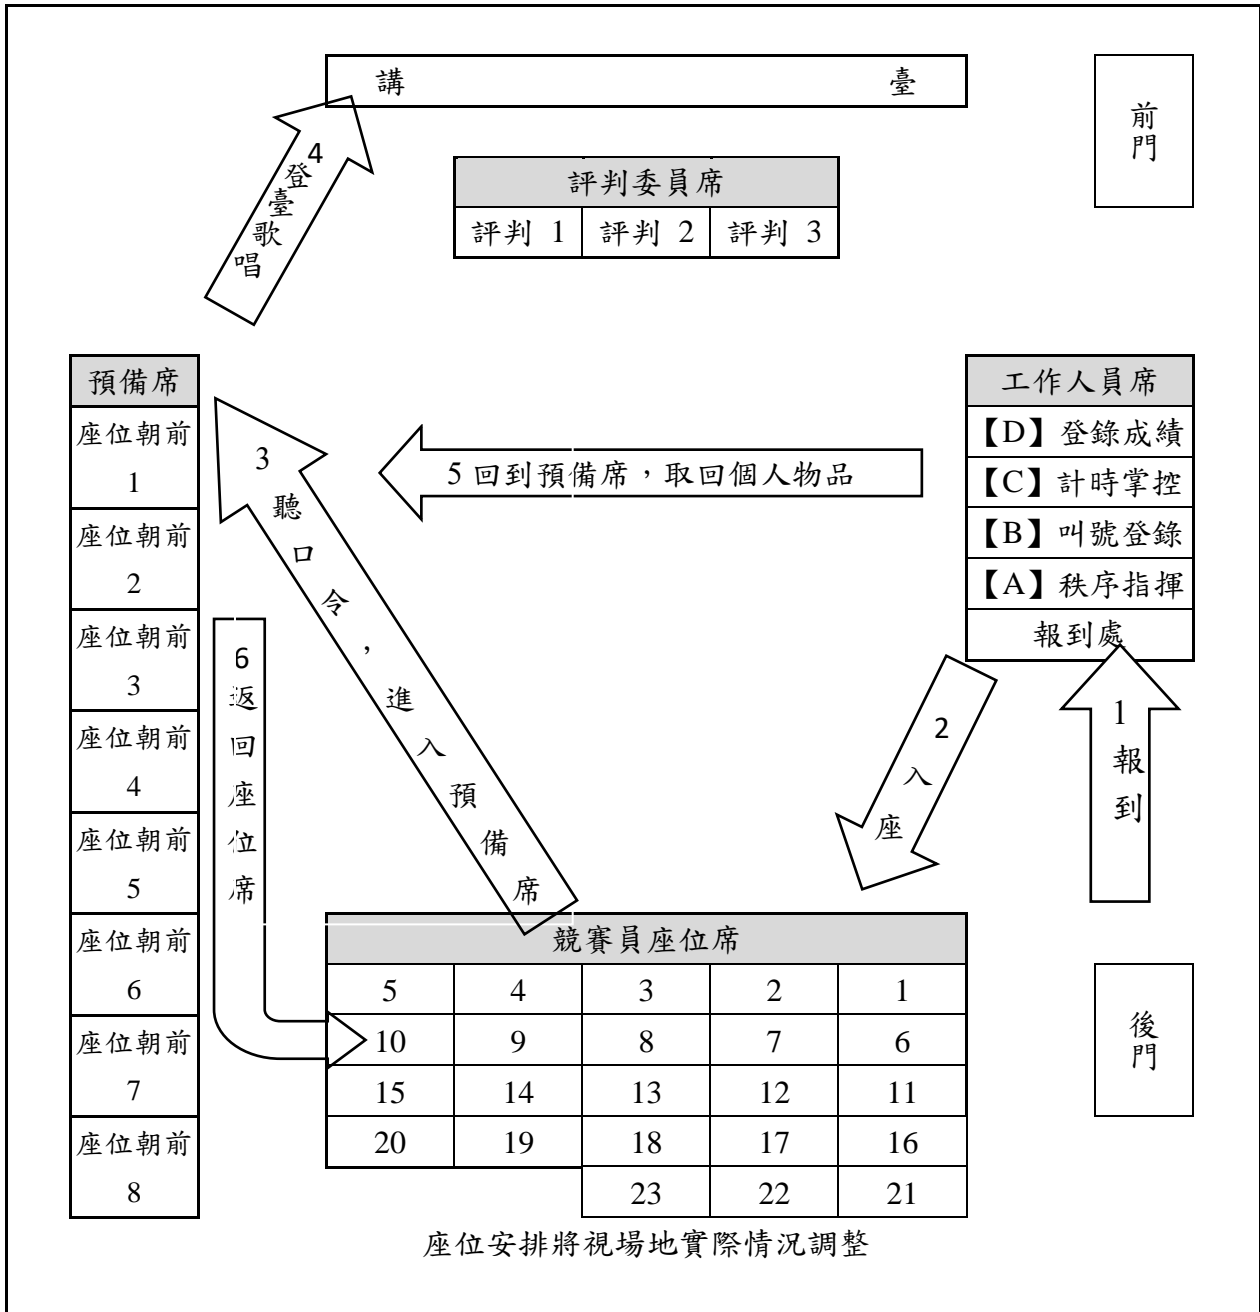 講 臺
前門
4 登臺歌唱
評判委員席
評判 1 評判 2 評判 3
預備席
座位朝前
1
座位朝前
2
座位朝前
3
座位朝前
4
座位朝前
5
座位朝前
6
座位朝前
7
座位朝前
8
3 聽口令，進入預備席
5 回到預備席，取回個人物品
工作人員席
【D】登錄成績
【C】計時掌控
【B】叫號登錄
【A】秩序指揮
報到處
6 返回座位席
2 入座
1 報到
競賽員座位席
5 4 3 2 1
10 9 8 7 6
15 14 13 12 11
20 19 18 17 16
23 22 21
後門
座位安排將視場地實際情況調整